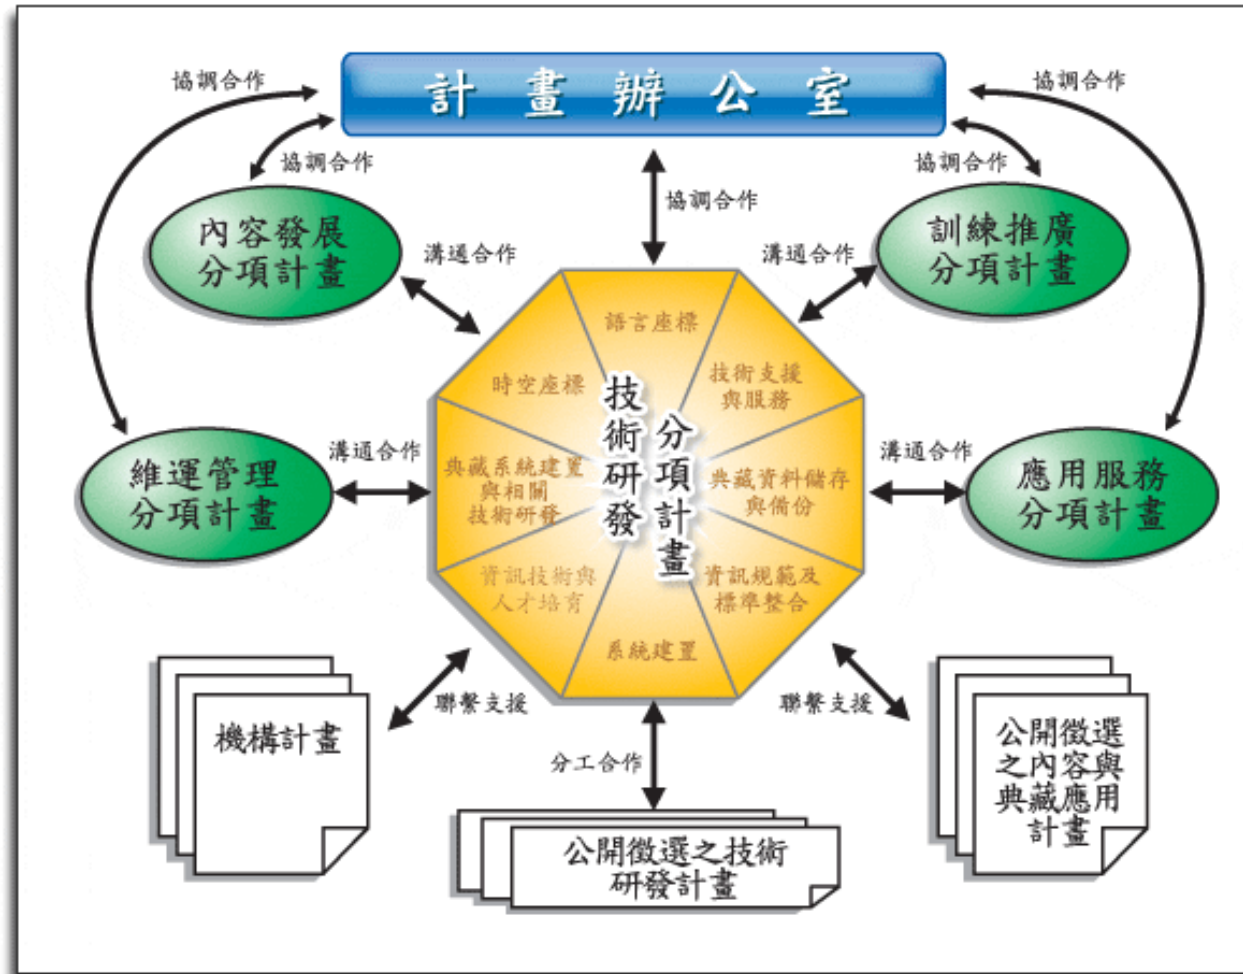 計畫辦公室
協調合作
協調合作
協調合作
協調合作
協調合作
內容發展
分項計畫
訓練推廣
分項計畫
溝通合作
溝通合作
語言座標
時空座標
技術支援
與服務
技術研發
分項計畫
維運管理
分項計畫
溝通合作
典藏系統建置
與相關
技術研發
典藏資料儲存
與備份
溝通合作
應用服務
分項計畫
資訊技術與
人才培育
資訊規範及
標準整合
系統建置
聯繫支援
聯繫支援
分工合作
機構計畫
公開徵選之技術
研發計畫
公開徵選
之內容與
典藏應用
計畫